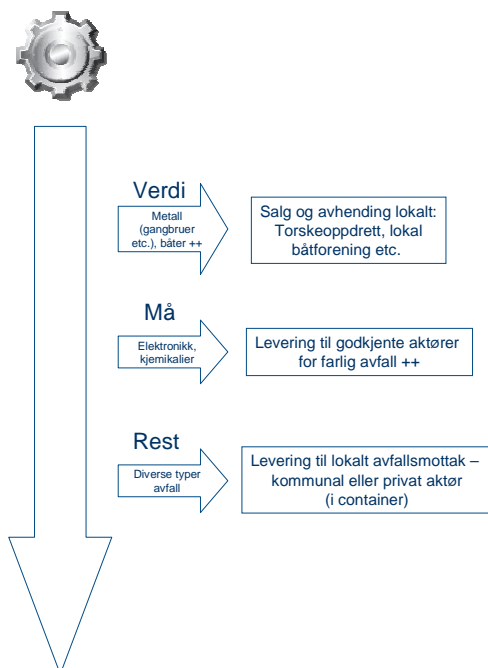 Verdi
Metall
(gangbruer
etc.), båter ++
Salg og avhending lokalt:
Torskeoppdrett, lokal
båtforening etc.
Må
Elektronikk,
kjemikalier
Levering til godkjente aktører
for farlig avfall ++
Rest
Diverse typer
avfall
Levering til lokalt avfallsmottak –
kommunal eller privat aktør
(i container)